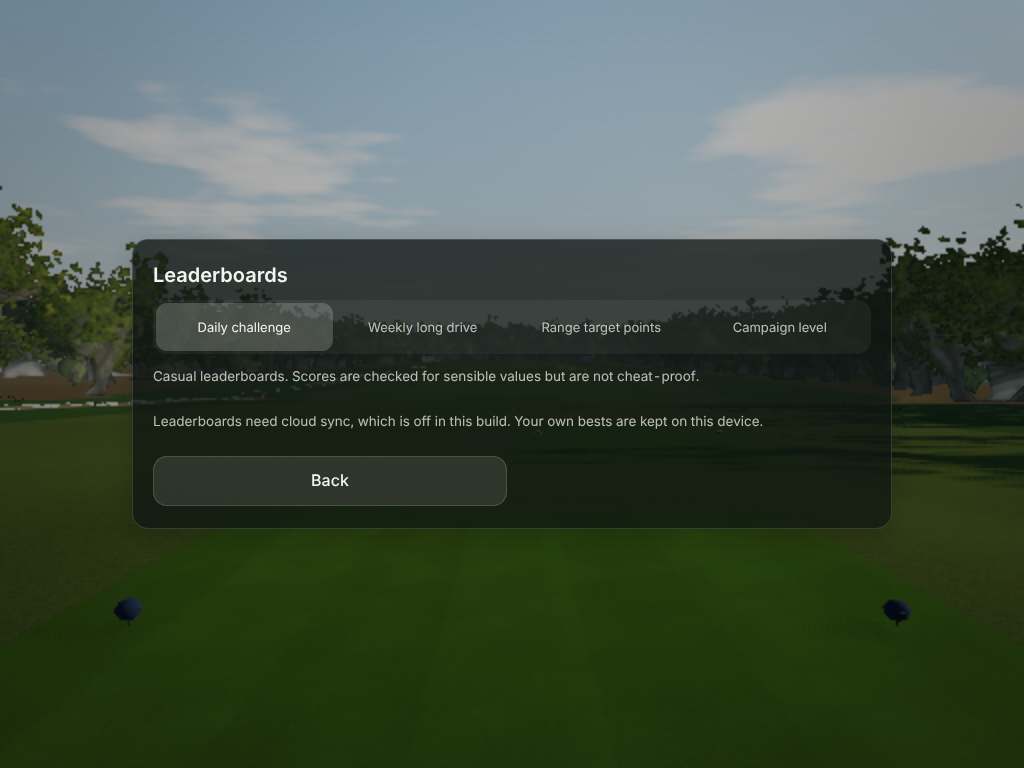 Leaderboards
Daily challenge
Weekly long drive
Range target points
Campaign level
Casual leaderboards. Scores are checked for sensible values but are not cheat-proof.
Leaderboards need cloud sync, which is off in this build. Your own bests are kept on this device.
Back